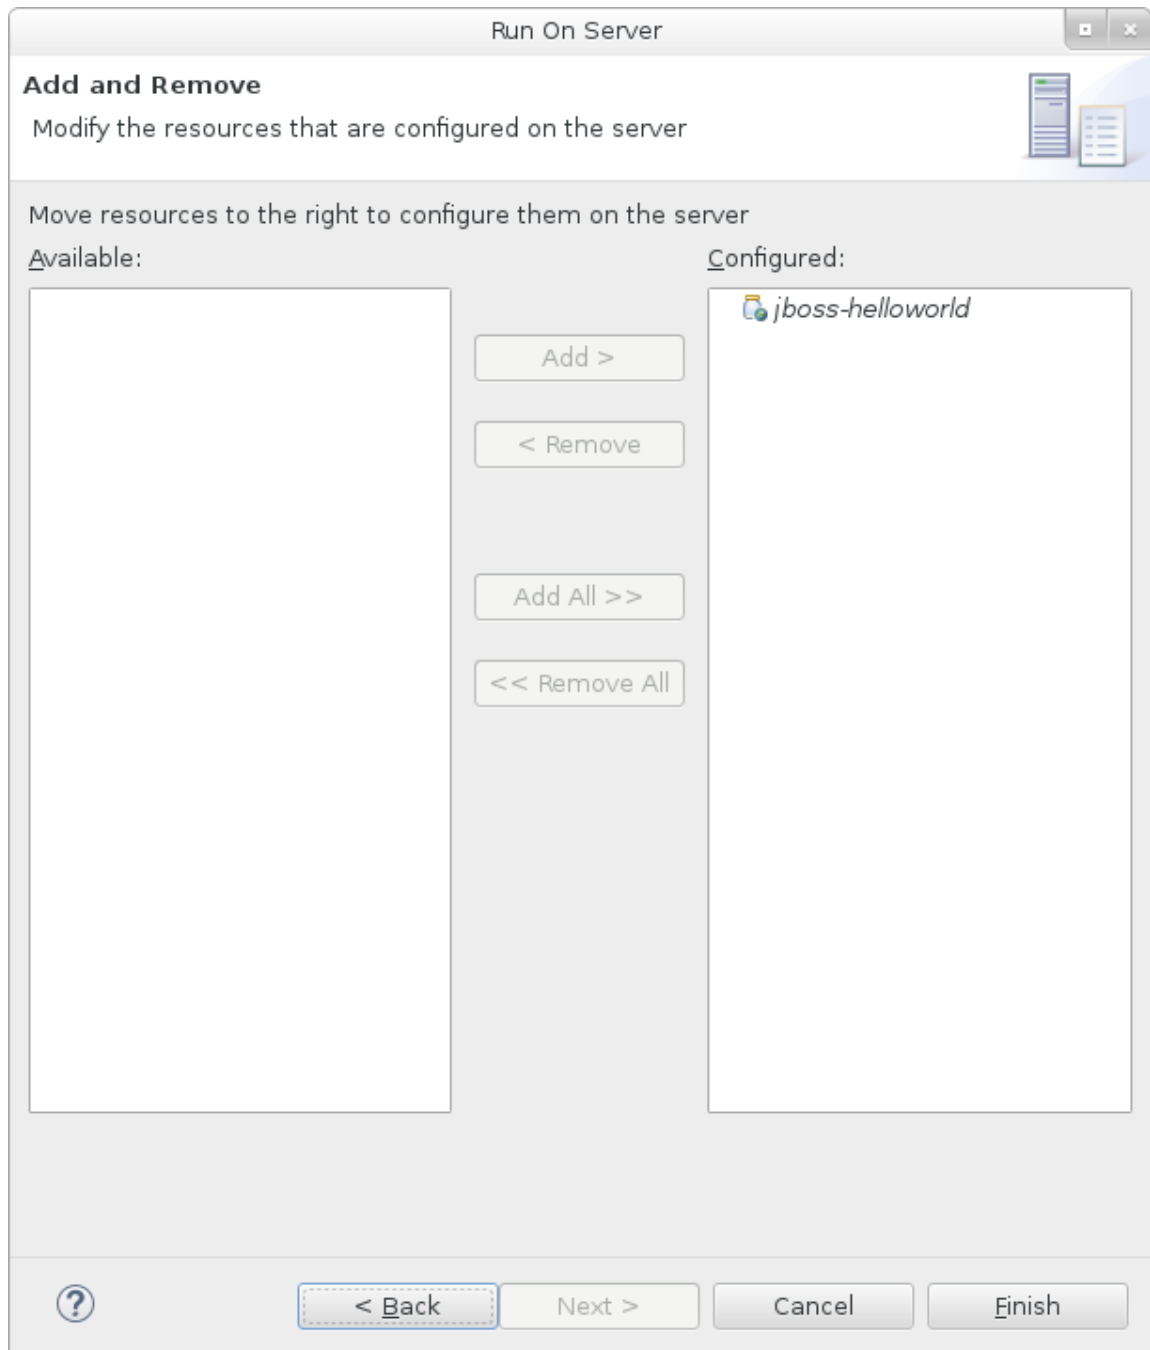 Run On Server
Add and Remove
Modify the resources that are configured on the server
Move resources to the right to configure them on the server
Available:
Configured:
jboss-helloworld
Add >
< Remove
Add All >>
<< Remove All
?
< Back
Next >
Cancel
Finish